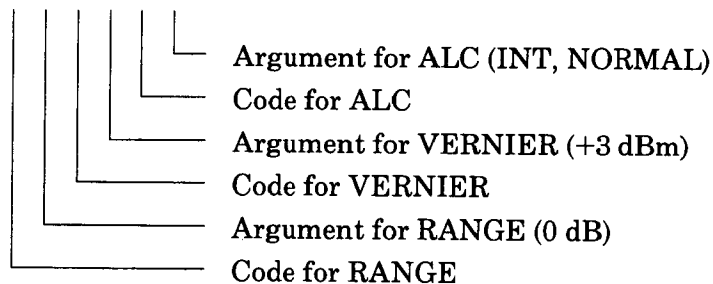 Argument for ALC (INT, NORMAL)
Code for ALC
Argument for VERNIER (+3 dBm)
Code for VERNIER
Argument for RANGE (0 dB)
Code for RANGE